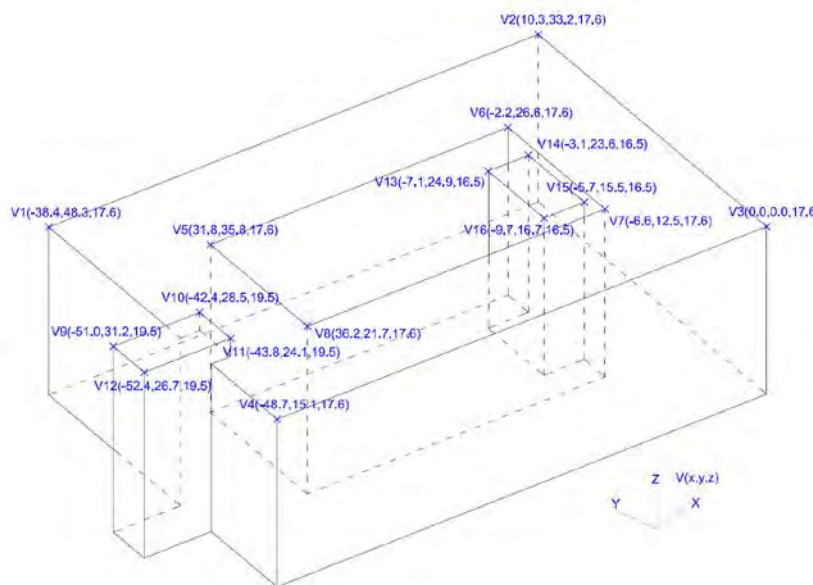 V2(10.3,33.2,17.6)
V6(-2.2,26.6,17.6)
V14(-3.1,23.6,16.5)
V13(-7.1,24.9,16.5)
V15(-5.7,15.5,16.5)
V1(-38.4,48.3,17.6)
V5(31.8,35.8,17.6)
V16(-9.7,16.7,16.5)
V7(-6.6,12.5,17.6)
V3(0.0,0.0,17.6)
V10(-42.4,28.5,19.5)
V9(-51.0,31.2,19.5)
V8(36.2,21.7,17.6)
V11(-43.8,24.1,19.5)
V12(-52.4,26.7,19.5)
V4(-48.7,15.1,17.6)
Z V(x,y,z)
Y X